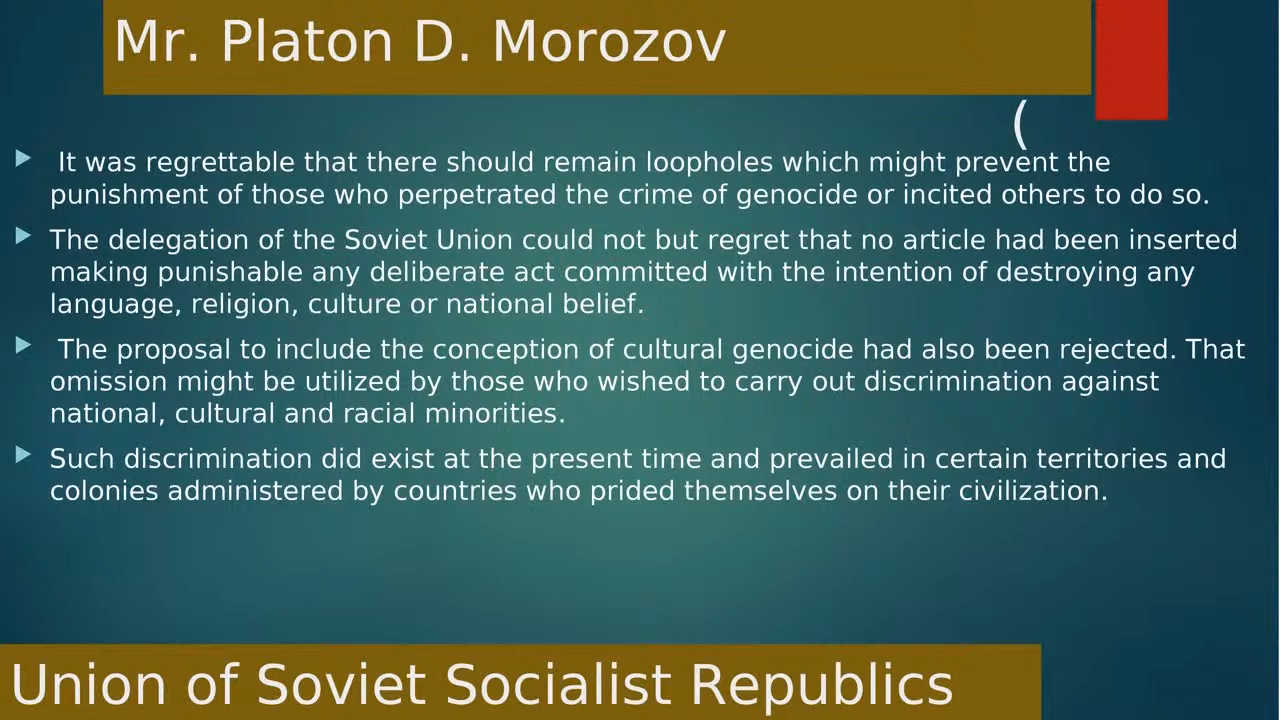 Mr. Platon D. Morozov
(
It was regrettable that there should remain loopholes which might prevent the
punishment of those who perpetrated the crime of genocide or incited others to do so.
The delegation of the Soviet Union could not but regret that no article had been inserted
making punishable any deliberate act committed with the intention of destroying any
language, religion, culture or national belief.
The proposal to include the conception of cultural genocide had also been rejected. That
omission might be utilized by those who wished to carry out discrimination against
national, cultural and racial minorities.
Such discrimination did exist at the present time and prevailed in certain territories and
colonies administered by countries who prided themselves on their civilization.
Union of Soviet Socialist Republics